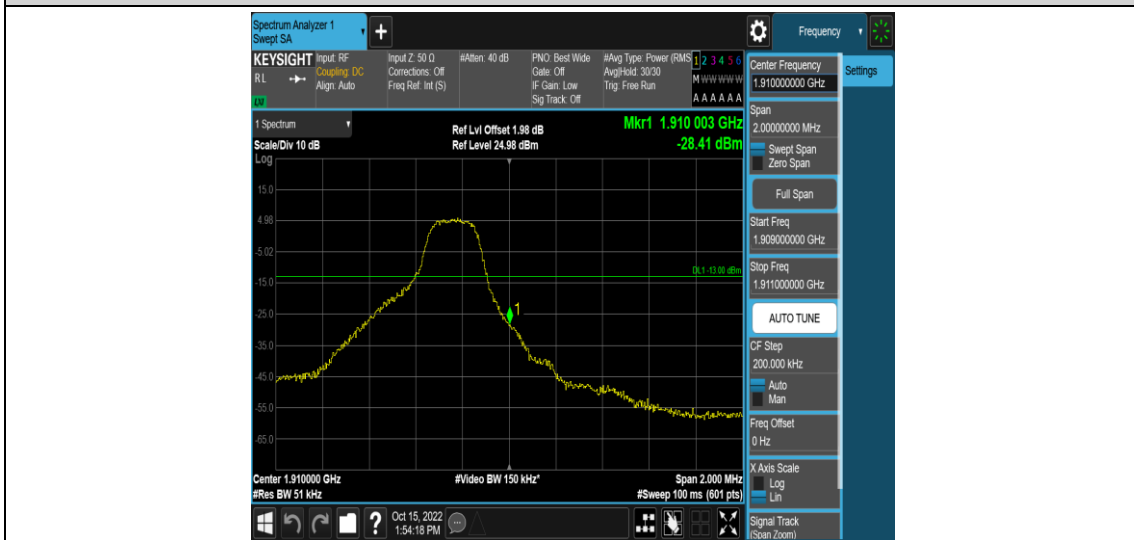 Spectrum Analyzer 1
Swept SA
+
Frequency
KEYSIGHT
RL
Input: RF
Coupling: DC
Align: Auto
Input Z: 50 Ω
Corrections: Off
Freq Ref: Int (S)
#Atten: 40 dB
PNO: Best Wide
Gate: Off
IF Gain: Low
Sig Track: Off
#Avg Type: Power (RMS
Avg|Hold: 30/30
Trig: Free Run
1 2 3 4 5 6
M W W W W W
A A A A A A
1 Spectrum
Scale/Div 10 dB
Ref Lvl Offset 1.98 dB
Ref Level 24.98 dBm
Mkr1 1.910 003 GHz
-28.41 dBm
Log
15.0
4.98
-5.02
-15.0
-25.0
-35.0
-45.0
-55.0
-65.0
DL1 -13.00 dBm
1
Center 1.910000 GHz
#Res BW 51 kHz
#Video BW 150 kHz*
Span 2.000 MHz
#Sweep 100 ms (601 pts)
Center Frequency
1.910000000 GHz
Settings
Span
2.00000000 MHz
Swept Span
Zero Span
Full Span
Start Freq
1.909000000 GHz
Stop Freq
1.911000000 GHz
AUTO TUNE
CF Step
200.000 kHz
Auto
Man
Freq Offset
0 Hz
X Axis Scale
Log
Lin
Signal Track
(Span Zoom)
?
Oct 15, 2022
1:54:18 PM